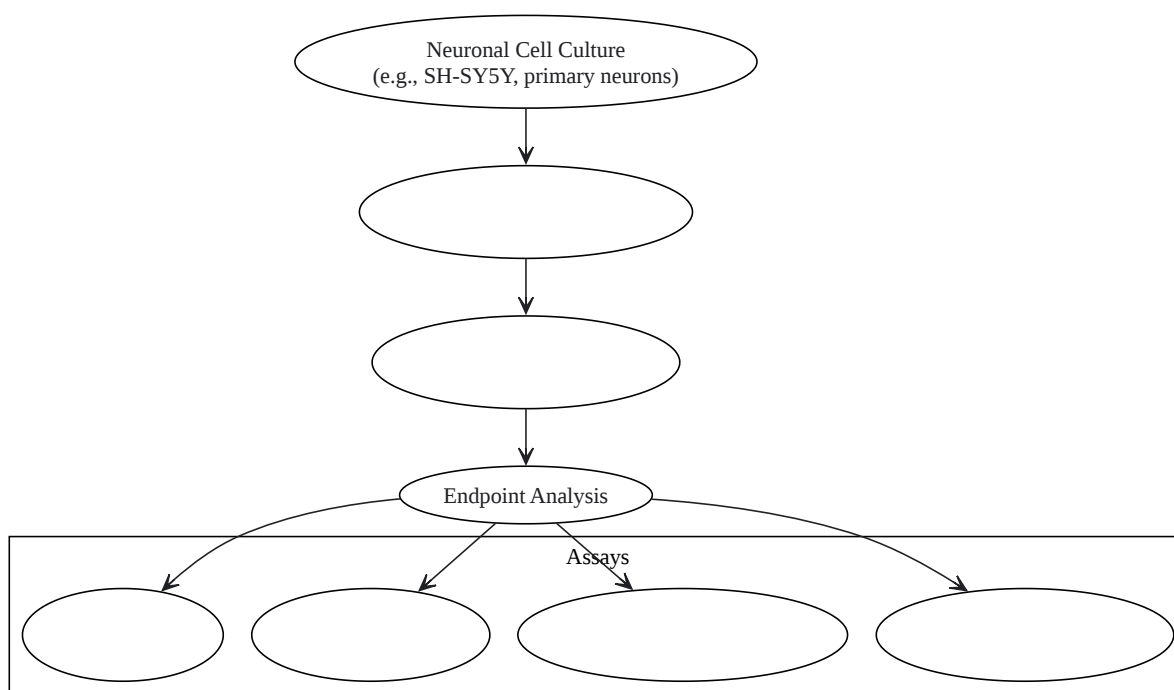 Neuronal Cell Culture
(e.g., SH-SY5Y, primary neurons)
Endpoint Analysis
Assays